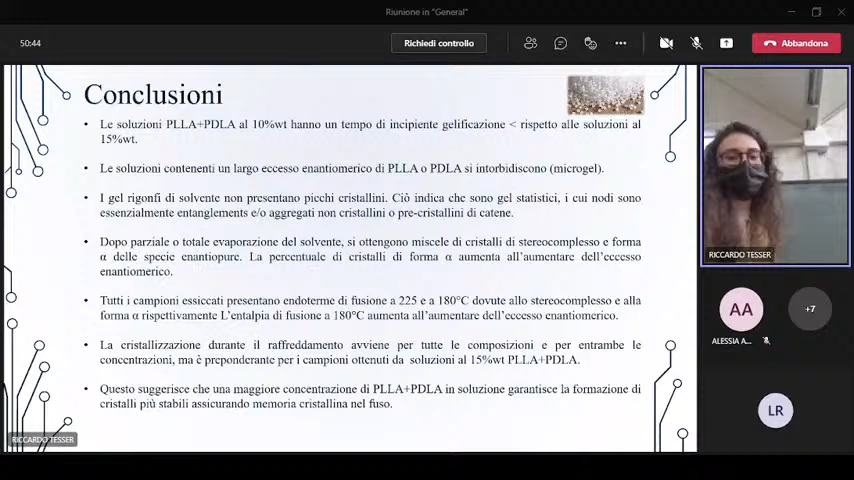 Riunione in "General"
50:44
Richiedi controllo
Abbandona
Conclusioni
• Le soluzioni PLLA+PDLA al 10%wt hanno un tempo di incipiente gelificazione < rispetto alle soluzioni al
15%wt.
• Le soluzioni contenenti un largo eccesso enantiomerico di PLLA o PDLA si intorbidiscono (microgel).
• I gel rigonfi di solvente non presentano picchi cristallini. Ciò indica che sono gel statistici, i cui nodi sono
essenzialmente entanglements e/o aggregati non cristallini o pre-cristallini di catene.
• Dopo parziale o totale evaporazione del solvente, si ottengono miscele di cristalli di stereocomplesso e forma
α delle specie enantiopure. La percentuale di cristalli di forma α aumenta all'aumentare dell'eccesso
enantiomerico.
• Tutti i campioni essiccati presentano endoterme di fusione a 225 e a 180°C dovute allo stereocomplesso e alla
forma α rispettivamente L'entalpia di fusione a 180°C aumenta all'aumentare dell'eccesso enantiomerico.
• La cristallizzazione durante il raffreddamento avviene per tutte le composizioni e per entrambe le
concentrazioni, ma è preponderante per i campioni ottenuti da soluzioni al 15%wt PLLA+PDLA.
• Questo suggerisce che una maggiore concentrazione di PLLA+PDLA in soluzione garantisce la formazione di
cristalli più stabili assicurando memoria cristallina nel fuso.
RICCARDO TESSER
RICCARDO TESSER
AA
+7
ALESSIA A...
LR